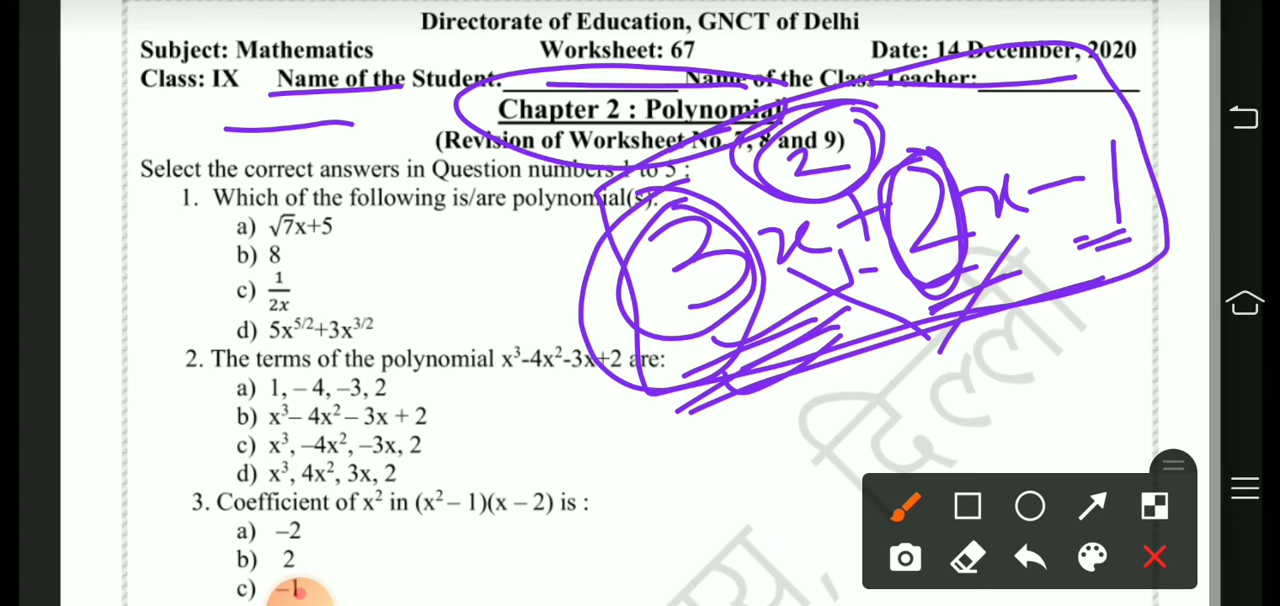 Directorate of Education, GNCT of Delhi
Subject: Mathematics Worksheet: 67 Date: 14 December, 2020
Class: IX Name of the Student: Name of the Class Teacher:
Chapter 2 : Polynomial
(Revision of Worksheet No. 7, 8 and 9)
Select the correct answers in Question numbers 1 to 5 :
1. Which of the following is/are polynomial(s):
a) √7x+5
b) 8
c) 1/2x
d) 5x^5/2+3x^3/2
2. The terms of the polynomial x³-4x²-3x+2 are:
a) 1, – 4, –3, 2
b) x³– 4x² – 3x + 2
c) x³, –4x², –3x, 2
d) x³, 4x², 3x, 2
3. Coefficient of x² in (x² – 1)(x – 2) is :
a) –2
b) 2
c) –1
3x² + 2x – 1
दिल्ली